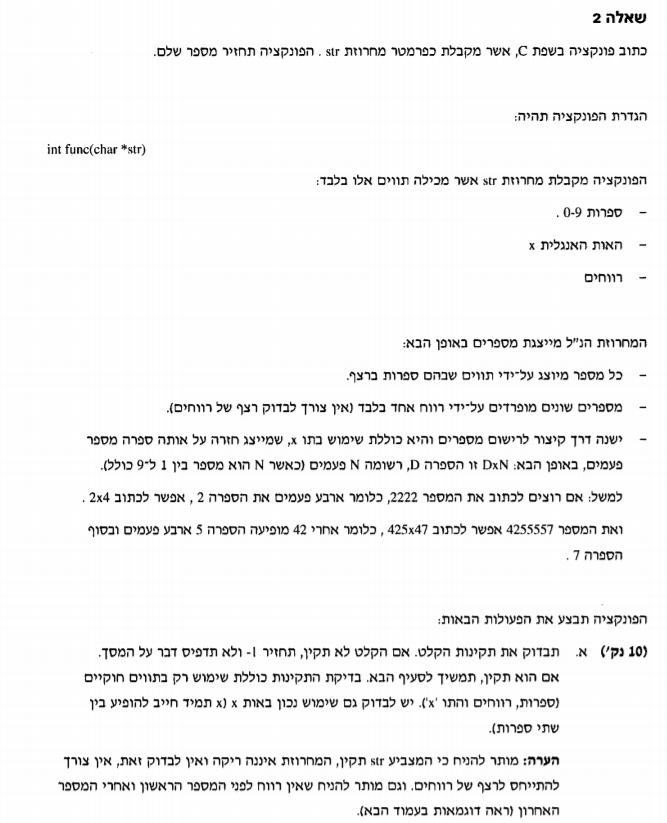 שאלה 2
כתוב פונקציה בשפת C, אשר מקבלת כפרמטר מחרוזת str . הפונקציה תחזיר מספר שלם.
הגדרת הפונקציה תהיה:
int func(char *str)
הפונקציה מקבלת מחרוזת str אשר מכילה תווים אלו בלבד:
– ספרות 0-9 .
– האות האנגלית x
– רווחים
המחרוזת הנ"ל מייצגת מספרים באופן הבא:
– כל מספר מיוצג על-ידי תווים שבהם ספרות ברצף.
– מספרים שונים מופרדים על-ידי רווח אחד בלבד (אין צורך לבדוק רצף של רווחים).
– ישנה דרך קיצור לרישום מספרים והיא כוללת שימוש בתו x, שמייצג חזרה על אותה ספרה מספר
פעמים, באופן הבא: DxN זו הספרה D, רשומה N פעמים (כאשר N הוא מספר בין 1 ל-9 כולל).
למשל: אם רוצים לכתוב את המספר 2222, כלומר ארבע פעמים את הספרה 2 , אפשר לכתוב 2x4 .
ואת המספר 4255557 אפשר לכתוב 425x47 , כלומר אחרי 42 מופיעה הספרה 5 ארבע פעמים ובסוף
הספרה 7 .
הפונקציה תבצע את הפעולות הבאות:
(10 נק') א. תבדוק את תקינות הקלט. אם הקלט לא תקין, תחזיר 1- ולא תדפיס דבר על המסך.
אם הוא תקין, תמשיך לסעיף הבא. בדיקת התקינות כוללת שימוש רק בתווים חוקיים
(ספרות, רווחים והתו 'x'). יש לבדוק גם שימוש נכון באות x (x תמיד חייב להופיע בין
שתי ספרות).
הערה: מותר להניח כי המצביע str תקין, המחרוזת איננה ריקה ואין לבדוק זאת, אין צורך
להתייחס לרצף של רווחים. וגם מותר להניח שאין רווח לפני המספר הראשון ואחרי המספר
האחרון (ראה דוגמאות בעמוד הבא).